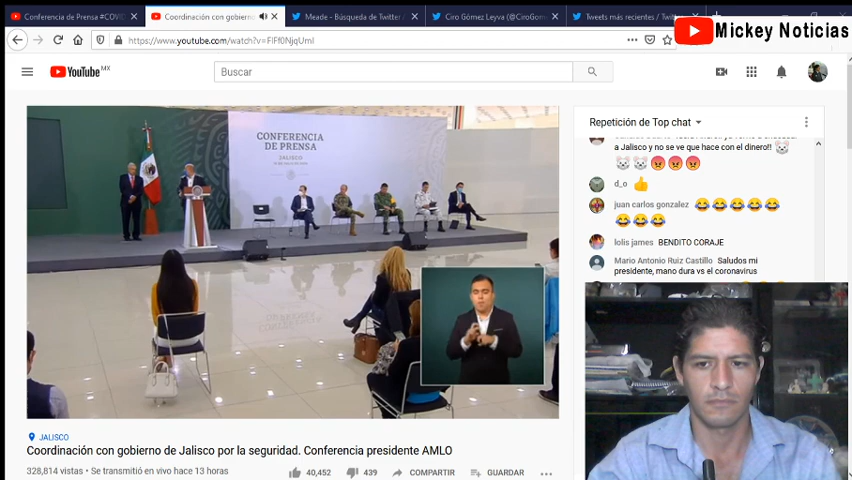 Conferencia de Prensa #COVI
Coordinación con gobiern
Meade - Búsqueda de Twitter /
Ciro Gómez Leyva (@CiroGom
Tweets más recientes / Twitte
Mickey Noticias
https://www.youtube.com/watch?v=FlFf0NjqUmI
YouTube MX
Buscar
CONFERENCIA
DE PRENSA
JALISCO
Repetición de Top chat
a Jalisco y no se ve que hace con el dinero!!
d_o
juan carlos gonzalez
lolis james BENDITO CORAJE
Mario Antonio Ruiz Castillo Saludos mi
presidente, mano dura vs el coronavirus
JALISCO
Coordinación con gobierno de Jalisco por la seguridad. Conferencia presidente AMLO
328,814 vistas • Se transmitió en vivo hace 13 horas
40,452
439
COMPARTIR
GUARDAR